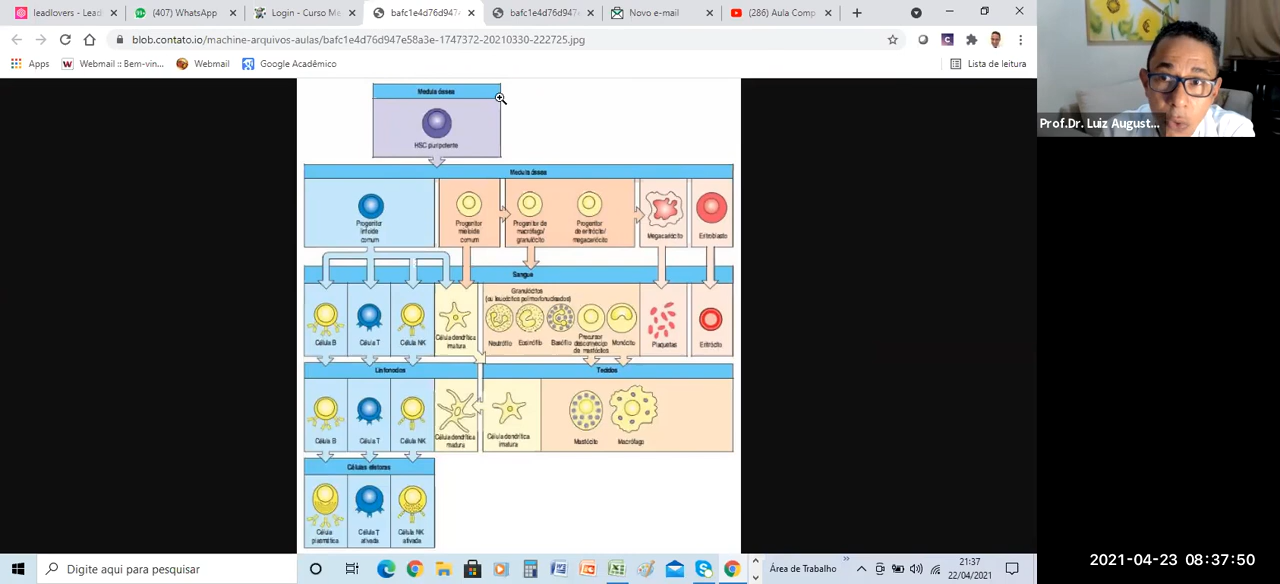 leadlovers - Lead
(407) WhatsApp
Login - Curso Me
bafc1e4d76d947e
bafc1e4d76d947e
Novo e-mail
(286) Aula Comp
blob.contato.io/machine-arquivos-aulas/bafc1e4d76d947e58a3e-1747372-20210330-222725.jpg
Apps
Webmail :: Bem-vin...
Webmail
Google Acadêmico
Lista de leitura
Prof.Dr. Luiz August...
Medula óssea
HSC pluripotente
Medula óssea
Progenitor
linfoide
comum
Progenitor
mieloide
comum
Progenitor de
macrófago/
granulócito
Progenitor
de eritrócito/
megacariócito
Megacariócito
Eritroblasto
Sangue
Granulócitos
(ou leucócitos polimorfonucleados)
Célula B
Célula T
Célula NK
Célula dendrítica
imatura
Neutrófilo
Eosinófilo
Basófilo
Precursor
desconhecido
de mastócitos
Monócito
Plaquetas
Eritrócito
Linfonodos
Tecidos
Célula B
Célula T
Célula NK
Célula dendrítica
madura
Célula dendrítica
imatura
Mastócito
Macrófago
Células efetoras
Célula
plasmática
Célula T
ativada
Célula NK
ativada
Digite aqui para pesquisar
Área de Trabalho
21:37
22/04/2021
2021-04-23 08:37:50